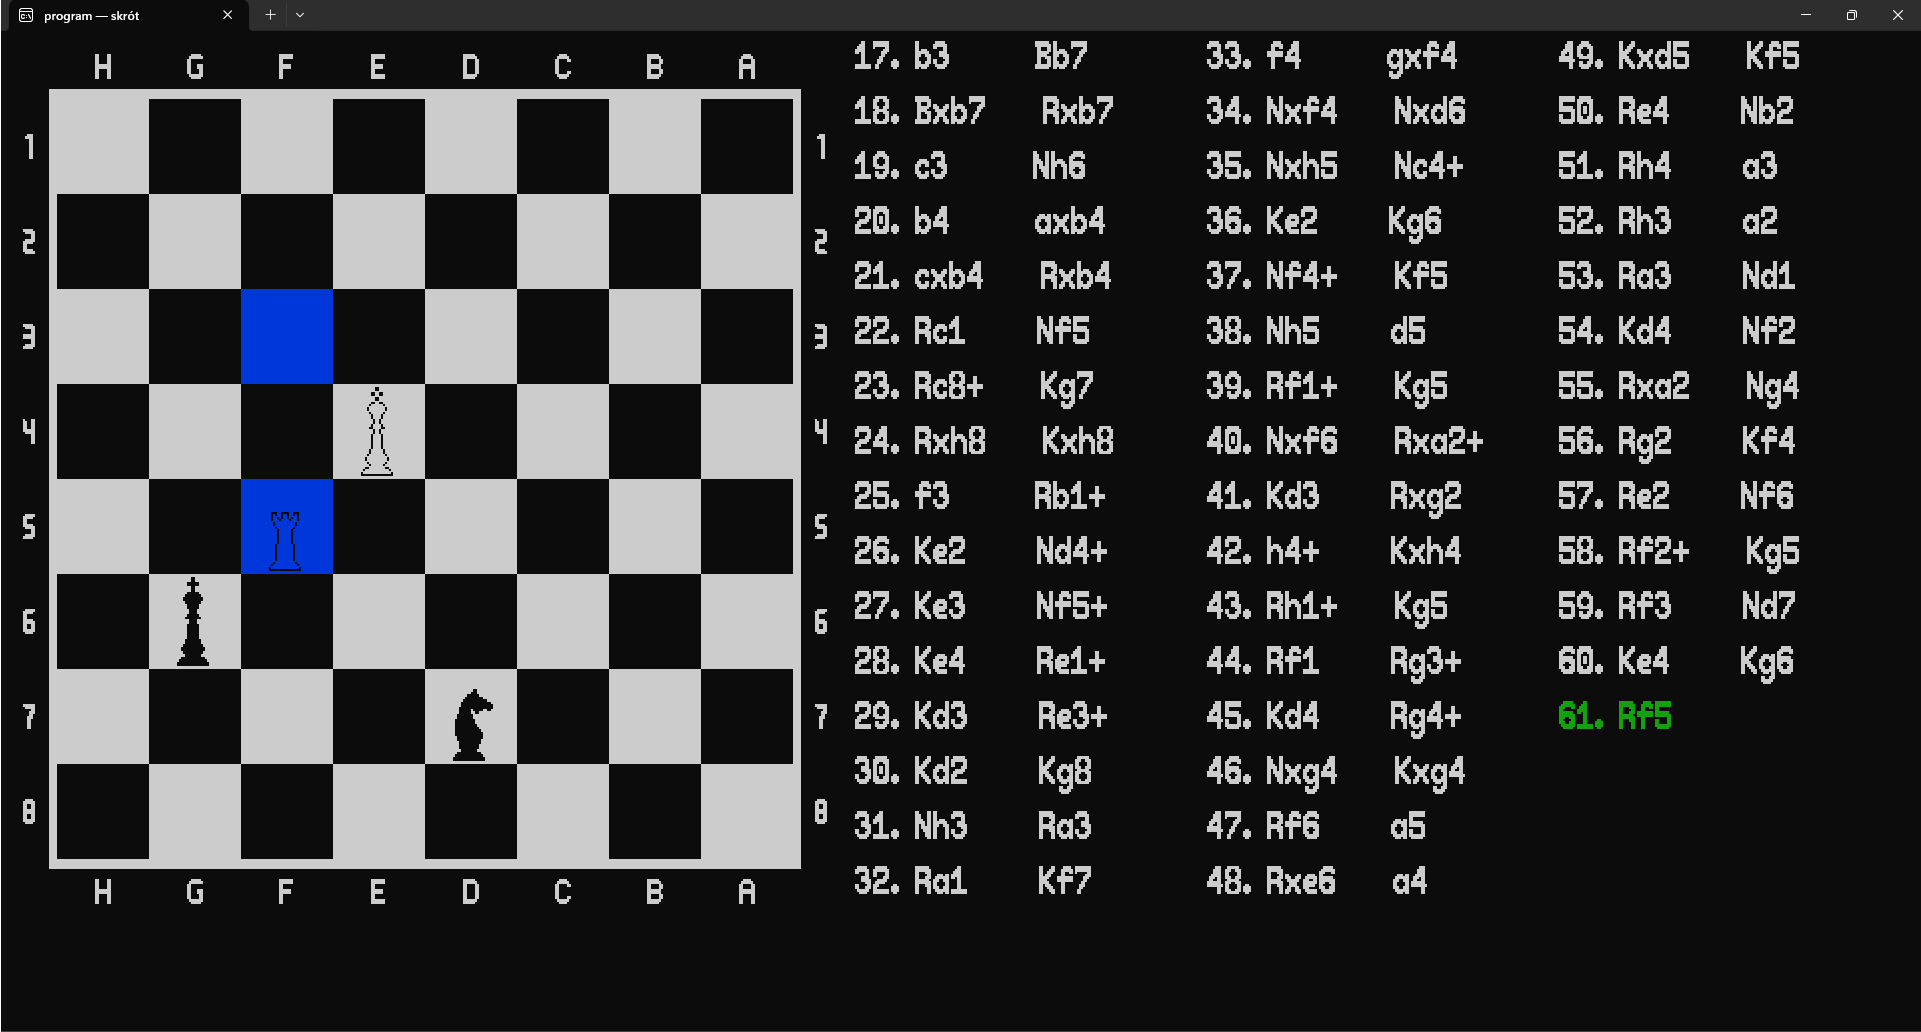 program — skrót
H G F E D C B A
1 1
2 2
3 3
4 4
5 5
6 6
7 7
8 8
H G F E D C B A
17. b3 Bb7
18. Bxb7 Rxb7
19. c3 Nh6
20. b4 axb4
21. cxb4 Rxb4
22. Rc1 Nf5
23. Rc8+ Kg7
24. Rxh8 Kxh8
25. f3 Rb1+
26. Ke2 Nd4+
27. Ke3 Nf5+
28. Ke4 Re1+
29. Kd3 Re3+
30. Kd2 Kg8
31. Nh3 Ra3
32. Ra1 Kf7
33. f4 gxf4
34. Nxf4 Nxd6
35. Nxh5 Nc4+
36. Ke2 Kg6
37. Nf4+ Kf5
38. Nh5 d5
39. Rf1+ Kg5
40. Nxf6 Rxa2+
41. Kd3 Rxg2
42. h4+ Kxh4
43. Rh1+ Kg5
44. Rf1 Rg3+
45. Kd4 Rg4+
46. Nxg4 Kxg4
47. Rf6 a5
48. Rxe6 a4
49. Kxd5 Kf5
50. Re4 Nb2
51. Rh4 a3
52. Rh3 a2
53. Ra3 Nd1
54. Kd4 Nf2
55. Rxa2 Ng4
56. Rg2 Kf4
57. Re2 Nf6
58. Rf2+ Kg5
59. Rf3 Nd7
60. Ke4 Kg6
61. Rf5